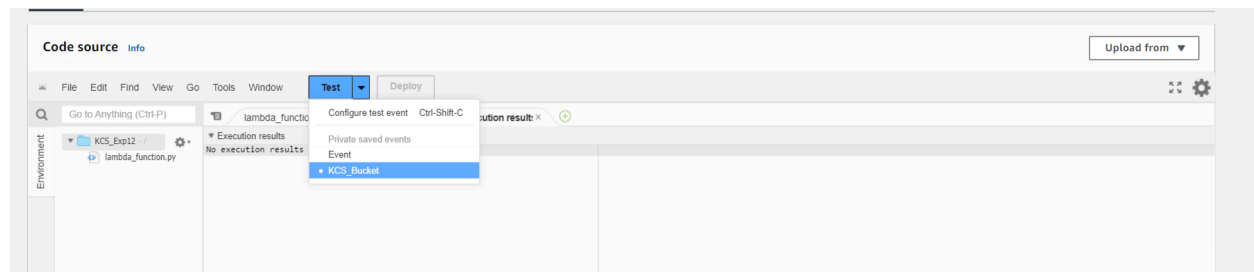 Code source Info
Upload from
File Edit Find View Go Tools Window Test Deploy
Go to Anything (Ctrl-P)
lambda_functio
cution result
Configure test event Ctrl-Shift-C
Environment
KCS_Exp12 /
lambda_function.py
Execution results
No execution results
Private saved events
Event
KCS_Bucket